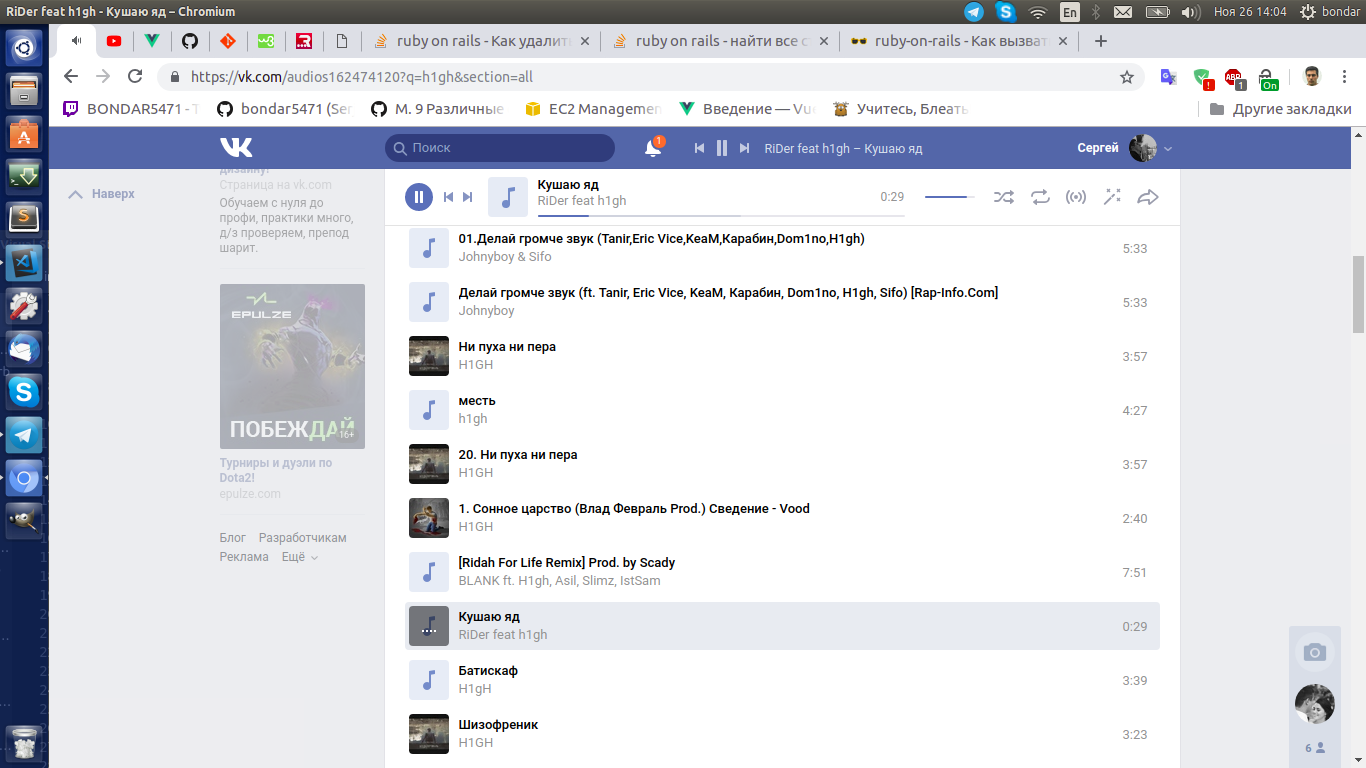 RiDer feat h1gh - Кушаю яд – Chromium
En
Ноя 26 14:04
bondar
ruby on rails - Как удалит
ruby on rails - найти все с
ruby-on-rails - Как вызват
https://vk.com/audios162474120?q=h1gh&section=all
ABP
1
On
BONDAR5471 - T
bondar5471 (Ser
М. 9 Различные
EC2 Managemen
Введение — Vue
Учитесь, Блеать
Другие закладки
Поиск
1
RiDer feat h1gh – Кушаю яд
Сергей
Наверх
дизайну!
Страница на vk.com
Обучаем с нуля до
профи, практики много,
д/з проверяем, препод
шарит.
EPULZE
ПОБЕЖДАЙ
16+
Турниры и дуэли по
Dota2!
epulze.com
Блог Разработчикам
Реклама Ещё
Кушаю яд
RiDer feat h1gh
0:29
01.Делай громче звук (Tanir,Eric Vice,KeaM,Карабин,Dom1no,H1gh)
Johnyboy & Sifo
5:33
Делай громче звук (ft. Tanir, Eric Vice, KeaM, Карабин, Dom1no, H1gh, Sifo) [Rap-Info.Com]
Johnyboy
5:33
Ни пуха ни пера
H1GH
3:57
месть
h1gh
4:27
20. Ни пуха ни пера
H1GH
3:57
1. Сонное царство (Влад Февраль Prod.) Сведение - Vood
H1GH
2:40
[Ridah For Life Remix] Prod. by Scady
BLANK ft. H1gh, Asil, Slimz, IstSam
7:51
Кушаю яд
RiDer feat h1gh
0:29
Батискаф
H1gH
3:39
Шизофреник
H1GH
3:23
6